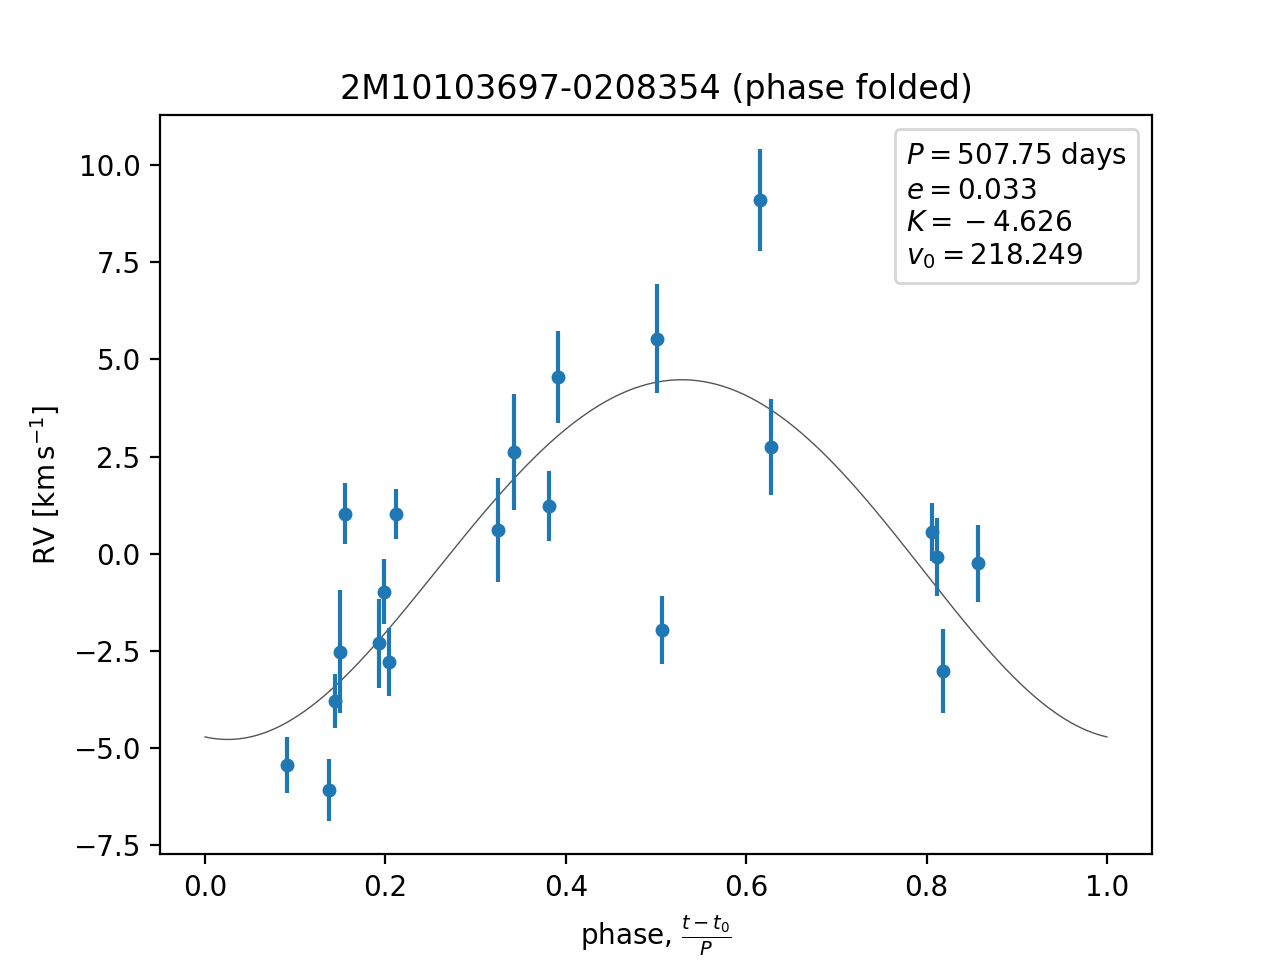 2M10103697-0208354 (phase folded)
P = 507.75 days
e = 0.033
K = −4.626
v₀ = 218.249
10.0
7.5
5.0
2.5
0.0
−2.5
−5.0
−7.5
RV [km s⁻¹]
0.0 0.2 0.4 0.6 0.8 1.0
phase, (t − t₀)/P